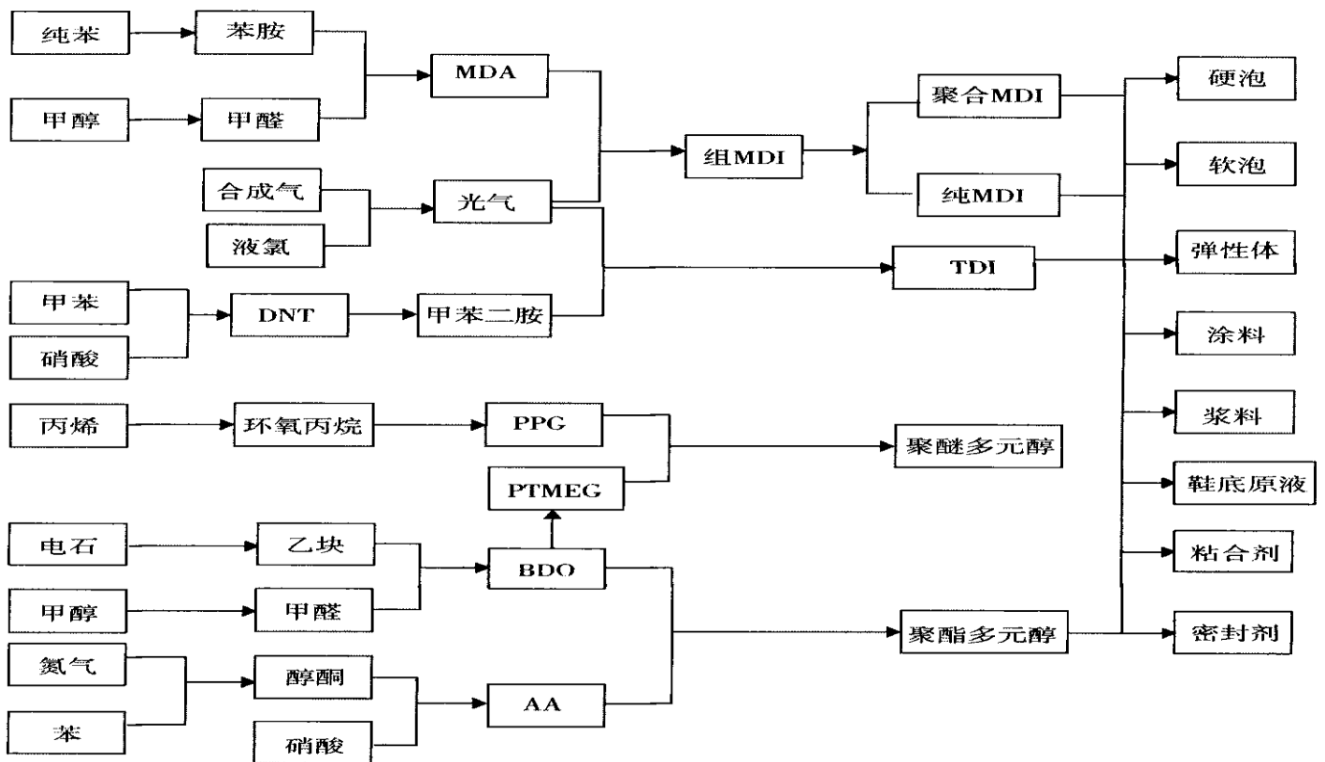 纯苯
苯胺
MDA
硬泡
甲醇
甲醛
聚合MDI
组MDI
软泡
合成气
光气
纯MDI
液氯
TDI
弹性体
甲苯
DNT
甲苯二胺
硝酸
涂料
丙烯
环氧丙烷
PPG
浆料
聚醚多元醇
PTMEG
鞋底原液
电石
乙块
BDO
粘合剂
甲醇
甲醛
聚酯多元醇
密封剂
氮气
醇酮
AA
苯
硝酸